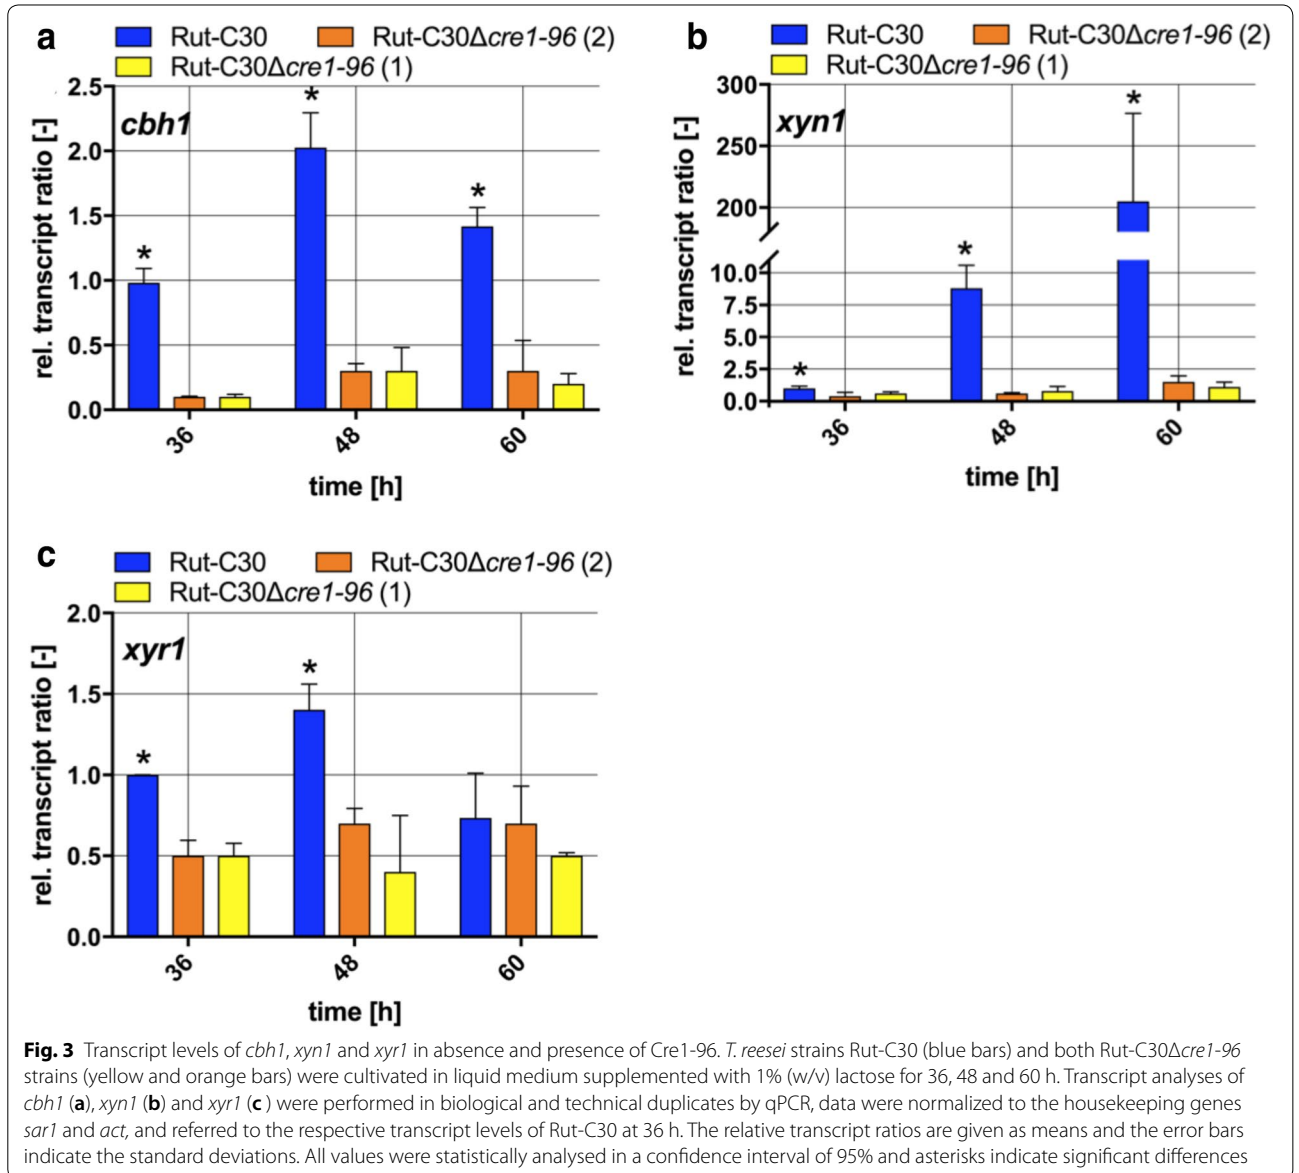 a
Rut-C30
Rut-C30Δcre1-96 (2)
Rut-C30Δcre1-96 (1)
cbh1
rel. transcript ratio [-]
2.5
2.0
1.5
1.0
0.5
0.0
*
*
*
36
48
60
time [h]
b
Rut-C30
Rut-C30Δcre1-96 (2)
Rut-C30Δcre1-96 (1)
xyn1
rel. transcript ratio [-]
300
250
200
10.0
7.5
5.0
2.5
0.0
*
*
*
36
48
60
time [h]
c
Rut-C30
Rut-C30Δcre1-96 (2)
Rut-C30Δcre1-96 (1)
xyr1
rel. transcript ratio [-]
2.0
1.5
1.0
0.5
0.0
*
*
36
48
60
time [h]
Fig. 3 Transcript levels of cbh1, xyn1 and xyr1 in absence and presence of Cre1-96. T. reesei strains Rut-C30 (blue bars) and both Rut-C30Δcre1-96
strains (yellow and orange bars) were cultivated in liquid medium supplemented with 1% (w/v) lactose for 36, 48 and 60 h. Transcript analyses of
cbh1 (a), xyn1 (b) and xyr1 (c ) were performed in biological and technical duplicates by qPCR, data were normalized to the housekeeping genes
sar1 and act, and referred to the respective transcript levels of Rut-C30 at 36 h. The relative transcript ratios are given as means and the error bars
indicate the standard deviations. All values were statistically analysed in a confidence interval of 95% and asterisks indicate significant differences